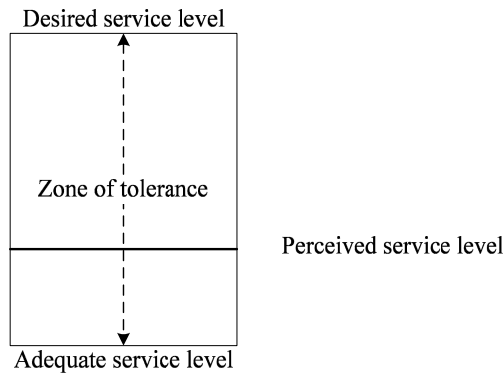 Desired service level
Zone of tolerance
Perceived service level
Adequate service level